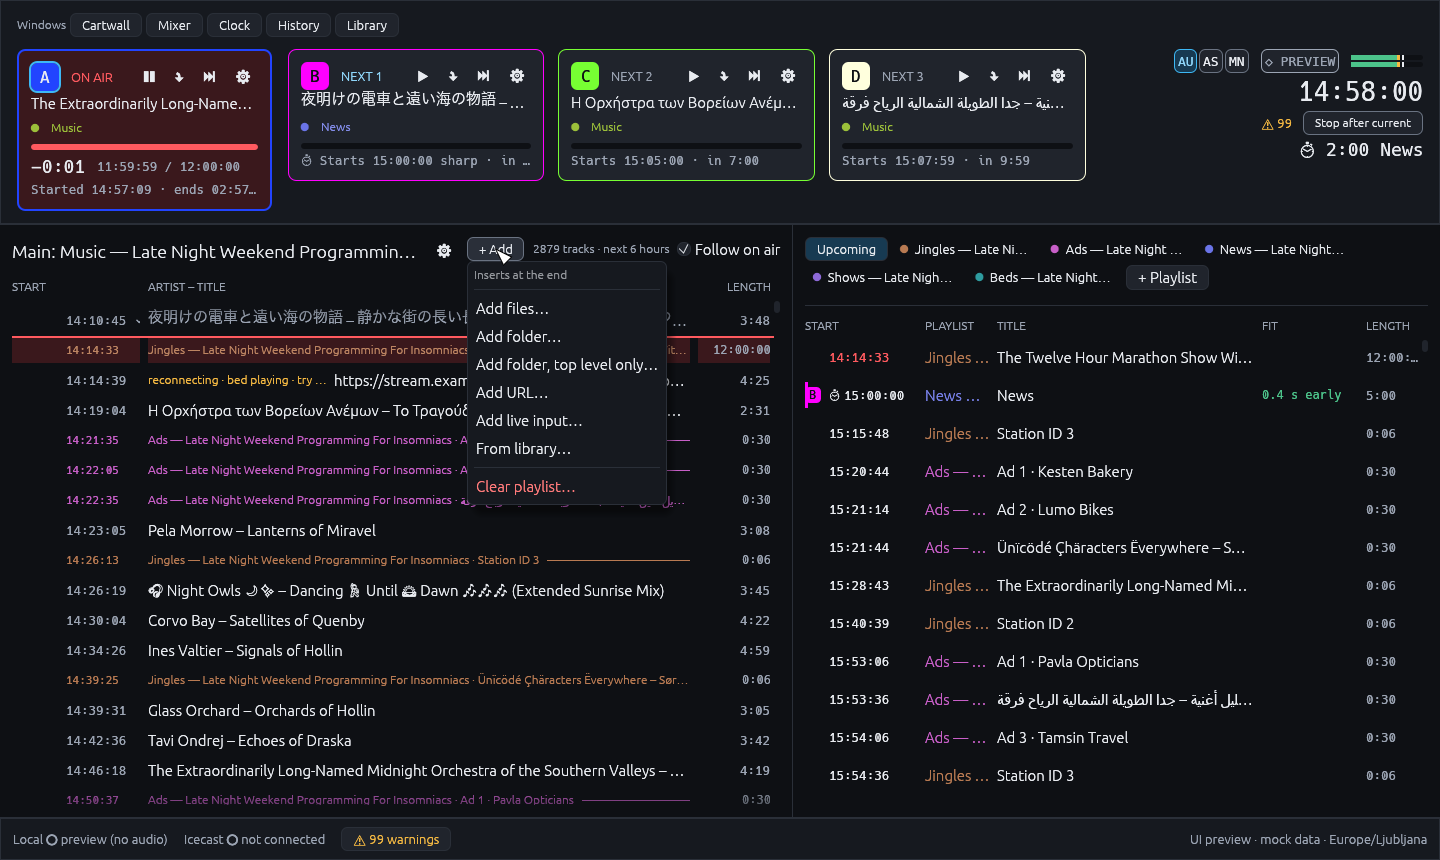 Windows Cartwall Mixer Clock History Library
A ON AIR
The Extraordinarily Long-Name…
Music
−0:01 11:59:59 / 12:00:00
Started 14:57:09 · ends 02:57…
B NEXT 1
夜明けの電車と遠い海の物語 – …
News
Starts 15:00:00 sharp · in …
C NEXT 2
Η Ορχήστρα των Βορείων Ανέμ…
Music
Starts 15:05:00 · in 7:00
D NEXT 3
…نية – جدا الطويلة الشمالية الرياح فرقة
Music
Starts 15:07:59 · in 9:59
AU AS MN ◇ PREVIEW
14:58:00
⚠ 99 Stop after current
2:00 News
Main: Music — Late Night Weekend Programmin…
+ Add 2879 tracks · next 6 hours ✓ Follow on air
START ARTIST – TITLE LENGTH
14:10:45 夜明けの電車と遠い海の物語 – 静かな街の長い … 3:48
14:14:33 Jingles — Late Night Weekend Programming For Insomniacs it… 12:00:00
14:14:39 reconnecting · bed playing · try … https://stream.exam … 4:25
14:19:04 Η Ορχήστρα των Βορείων Ανέμων – Το Τραγού … 2:31
14:21:35 Ads — Late Night Weekend Programming For Insomniacs · A 0:30
14:22:05 Ads — Late Night Weekend Programming For Insomniacs · A 0:30
14:22:35 Ads — Late Night Weekend Programming For Insomniacs · 0:30
14:23:05 Pela Morrow – Lanterns of Miravel 3:08
14:26:13 Jingles — Late Night Weekend Programming For Insomniacs · Station ID 3 0:06
14:26:19 🎧 Night Owls 🌙✨ – Dancing 💃 Until 🌅 Dawn 🎶🎶🎶 (Extended Sunrise Mix) 3:45
14:30:04 Corvo Bay – Satellites of Quenby 4:22
14:34:26 Ines Valtier – Signals of Hollin 4:59
14:39:25 Jingles — Late Night Weekend Programming For Insomniacs · Ünïcödé Çhäracters Ëverywhere – Sør… 0:06
14:39:31 Glass Orchard – Orchards of Hollin 3:05
14:42:36 Tavi Ondrej – Echoes of Draska 3:42
14:46:18 The Extraordinarily Long-Named Midnight Orchestra of the Southern Valleys – … 4:19
14:50:37 Ads — Late Night Weekend Programming For Insomniacs · Ad 1 · Pavla Opticians 0:30
Inserts at the end
Add files…
Add folder…
Add folder, top level only…
Add URL…
Add live input…
From library…
Clear playlist…
Upcoming Jingles — Late Ni… Ads — Late Night … News — Late Night…
Shows — Late Nigh… Beds — Late Night… + Playlist
START PLAYLIST TITLE FIT LENGTH
14:14:33 Jingles … The Twelve Hour Marathon Show Wi… 12:00:…
B 15:00:00 News … News 0.4 s early 5:00
15:15:48 Jingles … Station ID 3 0:06
15:20:44 Ads — … Ad 1 · Kesten Bakery 0:30
15:21:14 Ads — … Ad 2 · Lumo Bikes 0:30
15:21:44 Ads — … Ünïcödé Çhäracters Ëverywhere – S… 0:30
15:28:43 Jingles … The Extraordinarily Long-Named Mi… 0:06
15:40:39 Jingles … Station ID 2 0:06
15:53:06 Ads — … Ad 1 · Pavla Opticians 0:30
15:53:36 Ads — … …ليل أغنية – جدا الطويلة الشمالية الرياح فرقة 0:30
15:54:06 Ads — … Ad 3 · Tamsin Travel 0:30
15:54:36 Jingles … Station ID 3 0:06
Local preview (no audio) Icecast not connected ⚠ 99 warnings
UI preview · mock data · Europe/Ljubljana